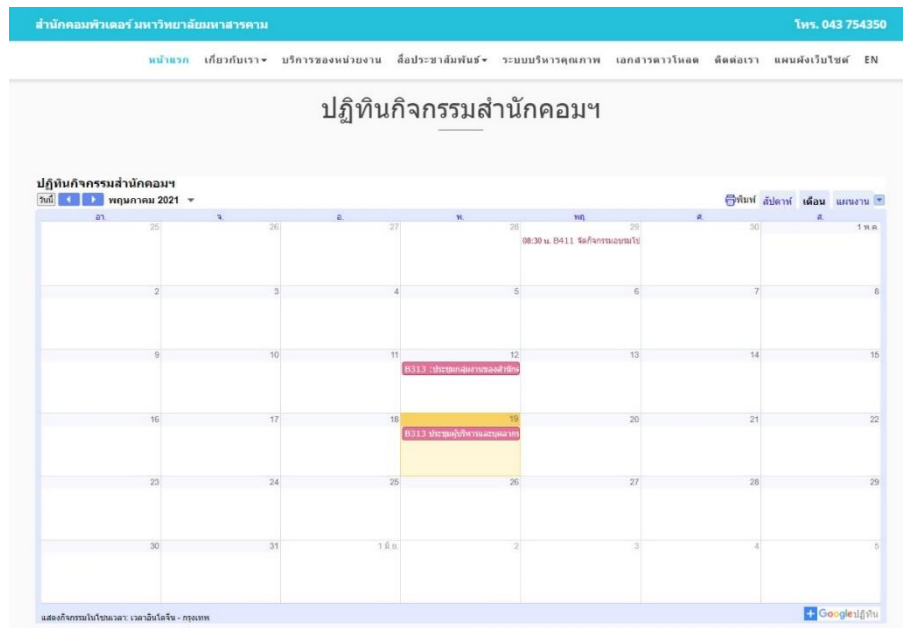 สำนักคอมพิวเตอร์ มหาวิทยาลัยมหาสารคาม โทร. 043 754350
หน้าแรก เกี่ยวกับเรา บริการของหน่วยงาน สื่อประชาสัมพันธ์ ระบบบริหารคุณภาพ เอกสารดาวโหลด ติดต่อเรา แผนผังเว็บไซต์ EN
ปฏิทินกิจกรรมสำนักคอมฯ
ปฏิทินกิจกรรมสำนักคอมฯ
วันนี้ พฤษภาคม 2021 พิมพ์ สัปดาห์ เดือน แผนงาน
อา. จ. อ. พ. พฤ. ศ. ส.
25 26 27 28 29 30 1 พ.ค.
08:30 น. B411 จัดกิจกรรมอบรมโป
2 3 4 5 6 7 8
9 10 11 12 13 14 15
B313 :ประชุมกลุ่มงานของสำนัก
16 17 18 19 20 21 22
B313 ประชุมผู้บริหารและบุคลากร
23 24 25 26 27 28 29
30 31 1 มิ.ย. 2 3 4 5
แสดงกิจกรรมในโซนเวลา: เวลาอินโดจีน - กรุงเทพ Googleปฏิทิน